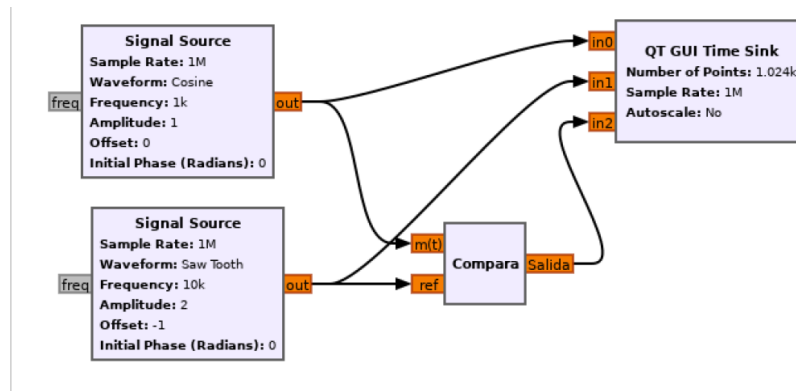 Signal Source
Sample Rate: 1M
Waveform: Cosine
Frequency: 1k
Amplitude: 1
Offset: 0
Initial Phase (Radians): 0
freq
out
Signal Source
Sample Rate: 1M
Waveform: Saw Tooth
Frequency: 10k
Amplitude: 2
Offset: -1
Initial Phase (Radians): 0
freq
out
m(t)
ref
Compara
Salida
in0
in1
in2
QT GUI Time Sink
Number of Points: 1.024k
Sample Rate: 1M
Autoscale: No